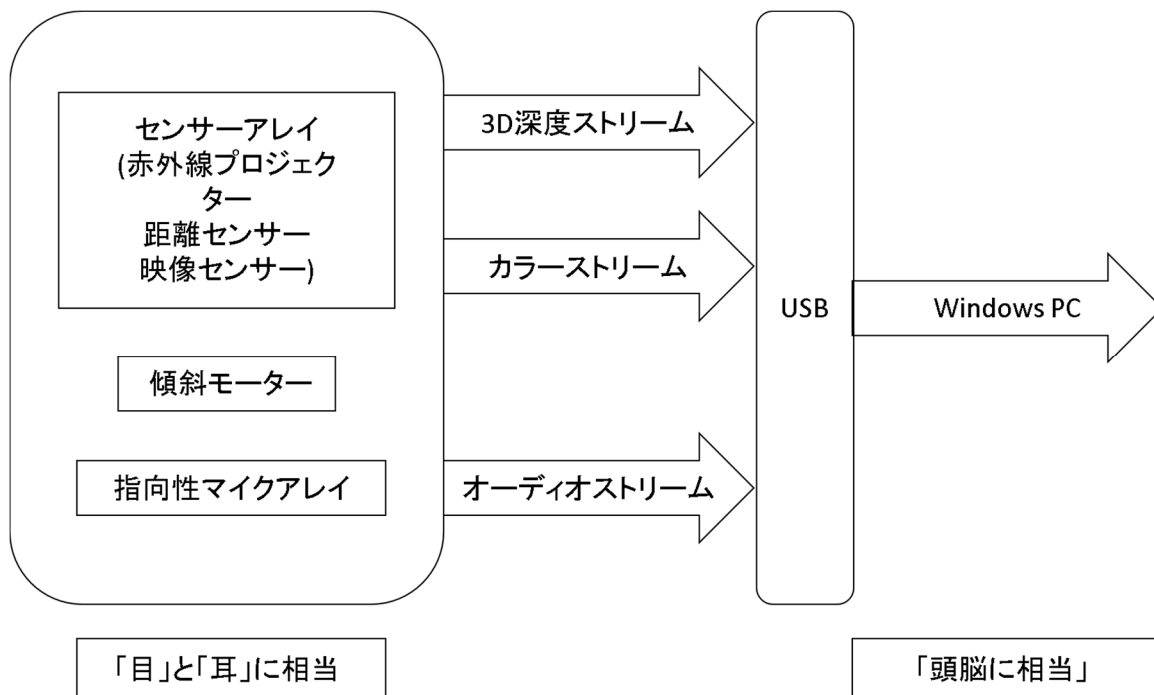 センサーアレイ
(赤外線プロジェク
ター
距離センサー
映像センサー)
傾斜モーター
指向性マイクアレイ
3D深度ストリーム
カラーストリーム
オーディオストリーム
USB
Windows PC
「目」と「耳」に相当
「頭脳に相当」